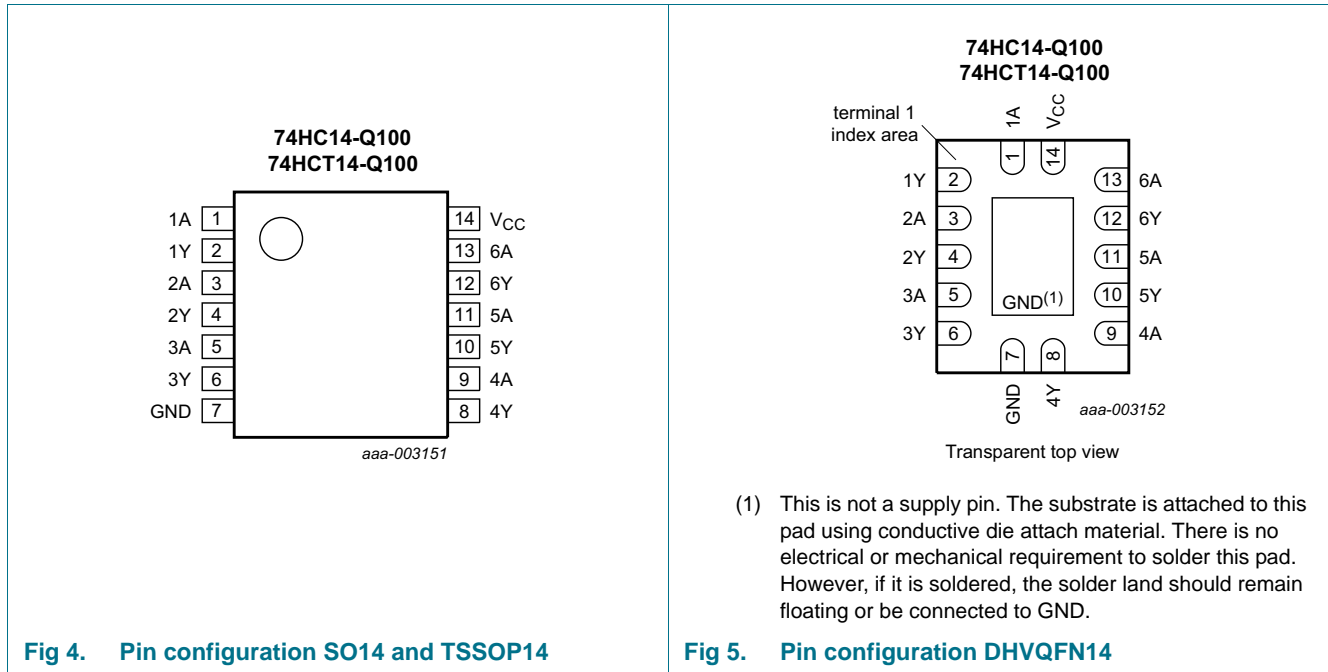 74HC14-Q100
74HCT14-Q100
1A 1 14 VCC
1Y 2 13 6A
2A 3 12 6Y
2Y 4 11 5A
3A 5 10 5Y
3Y 6 9 4A
GND 7 8 4Y
aaa-003151
Fig 4. Pin configuration SO14 and TSSOP14
74HC14-Q100
74HCT14-Q100
terminal 1
index area
1A VCC
1 14
1Y 2 13 6A
2A 3 12 6Y
2Y 4 11 5A
3A 5 GND(1) 10 5Y
3Y 6 9 4A
7 8
GND 4Y
aaa-003152
Transparent top view
(1) This is not a supply pin. The substrate is attached to this
pad using conductive die attach material. There is no
electrical or mechanical requirement to solder this pad.
However, if it is soldered, the solder land should remain
floating or be connected to GND.
Fig 5. Pin configuration DHVQFN14